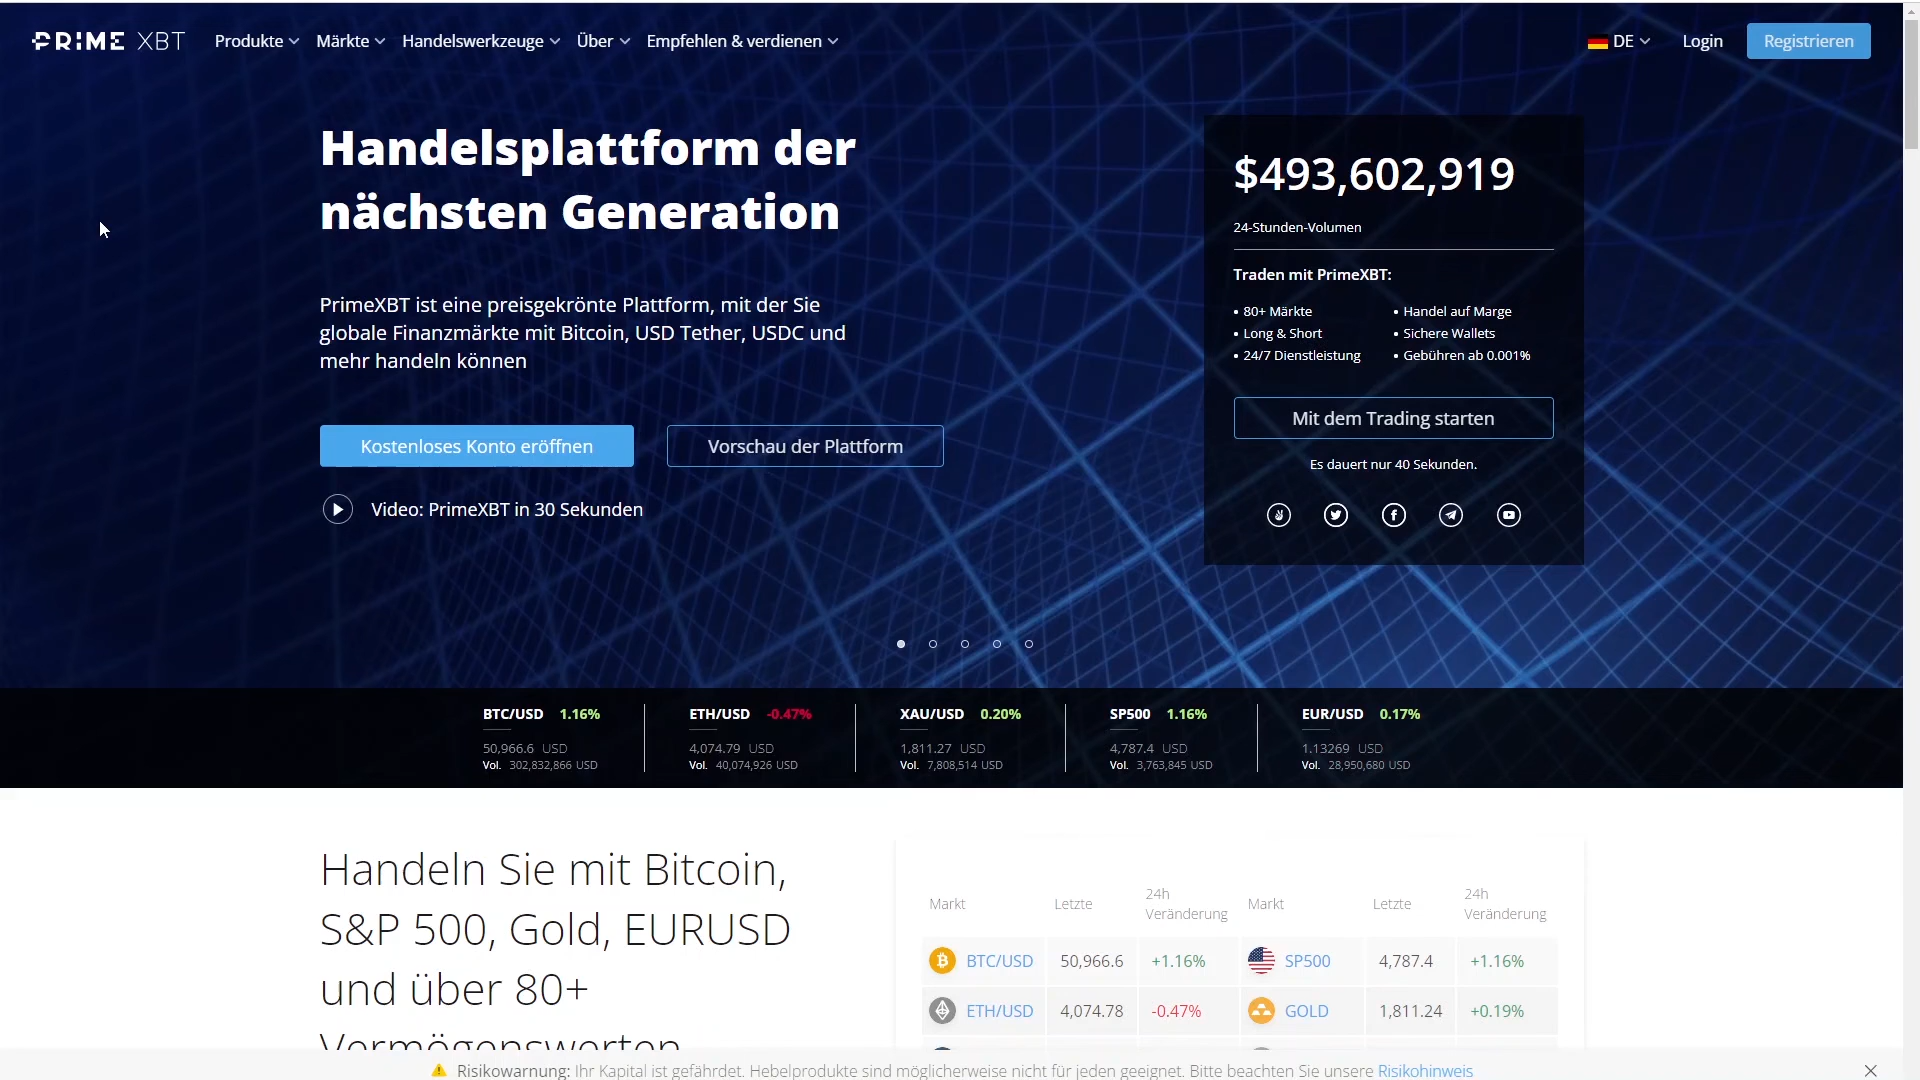 PRIME XBT Produkte Märkte Handelswerkzeuge Über Empfehlen & verdienen DE Login Registrieren
Handelsplattform der
nächsten Generation
PrimeXBT ist eine preisgekrönte Plattform, mit der Sie
globale Finanzmärkte mit Bitcoin, USD Tether, USDC und
mehr handeln können
Kostenloses Konto eröffnen Vorschau der Plattform
Video: PrimeXBT in 30 Sekunden
$493,602,919
24-Stunden-Volumen
Traden mit PrimeXBT:
• 80+ Märkte • Handel auf Marge
• Long & Short • Sichere Wallets
• 24/7 Dienstleistung • Gebühren ab 0.001%
Mit dem Trading starten
Es dauert nur 40 Sekunden.
BTC/USD 1.16% ETH/USD -0.47% XAU/USD 0.20% SP500 1.16% EUR/USD 0.17%
50,966.6 USD 4,074.79 USD 1,811.27 USD 4,787.4 USD 1.13269 USD
Vol. 302,832,866 USD Vol. 40,074,926 USD Vol. 7,808,514 USD Vol. 3,763,845 USD Vol. 28,950,680 USD
Handeln Sie mit Bitcoin,
S&P 500, Gold, EURUSD
und über 80+
Vermögenswerten
Markt Letzte 24h Veränderung Markt Letzte 24h Veränderung
BTC/USD 50,966.6 +1.16% SP500 4,787.4 +1.16%
ETH/USD 4,074.78 -0.47% GOLD 1,811.24 +0.19%
Risikowarnung: Ihr Kapital ist gefährdet. Hebelprodukte sind möglicherweise nicht für jeden geeignet. Bitte beachten Sie unsere Risikohinweis